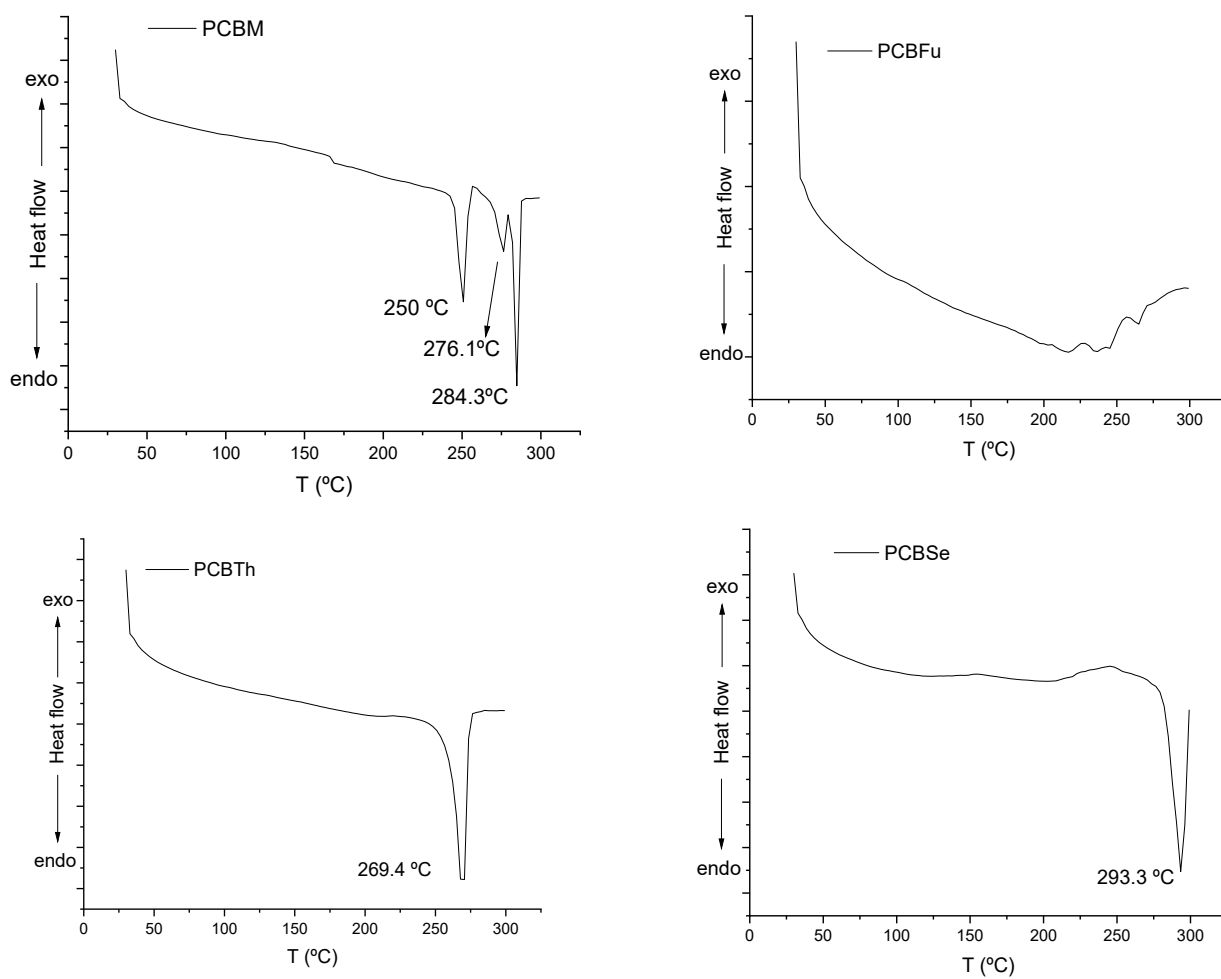 PCBM
exo
Heat flow
endo
250 ºC
276.1ºC
284.3ºC
0 50 100 150 200 250 300
T (ºC)
PCBFu
exo
Heat flow
endo
0 50 100 150 200 250 300
T (ºC)
PCBTh
exo
Heat flow
endo
269.4 ºC
0 50 100 150 200 250 300
T (ºC)
PCBSe
exo
Heat flow
endo
293.3 ºC
0 50 100 150 200 250 300
T (ºC)